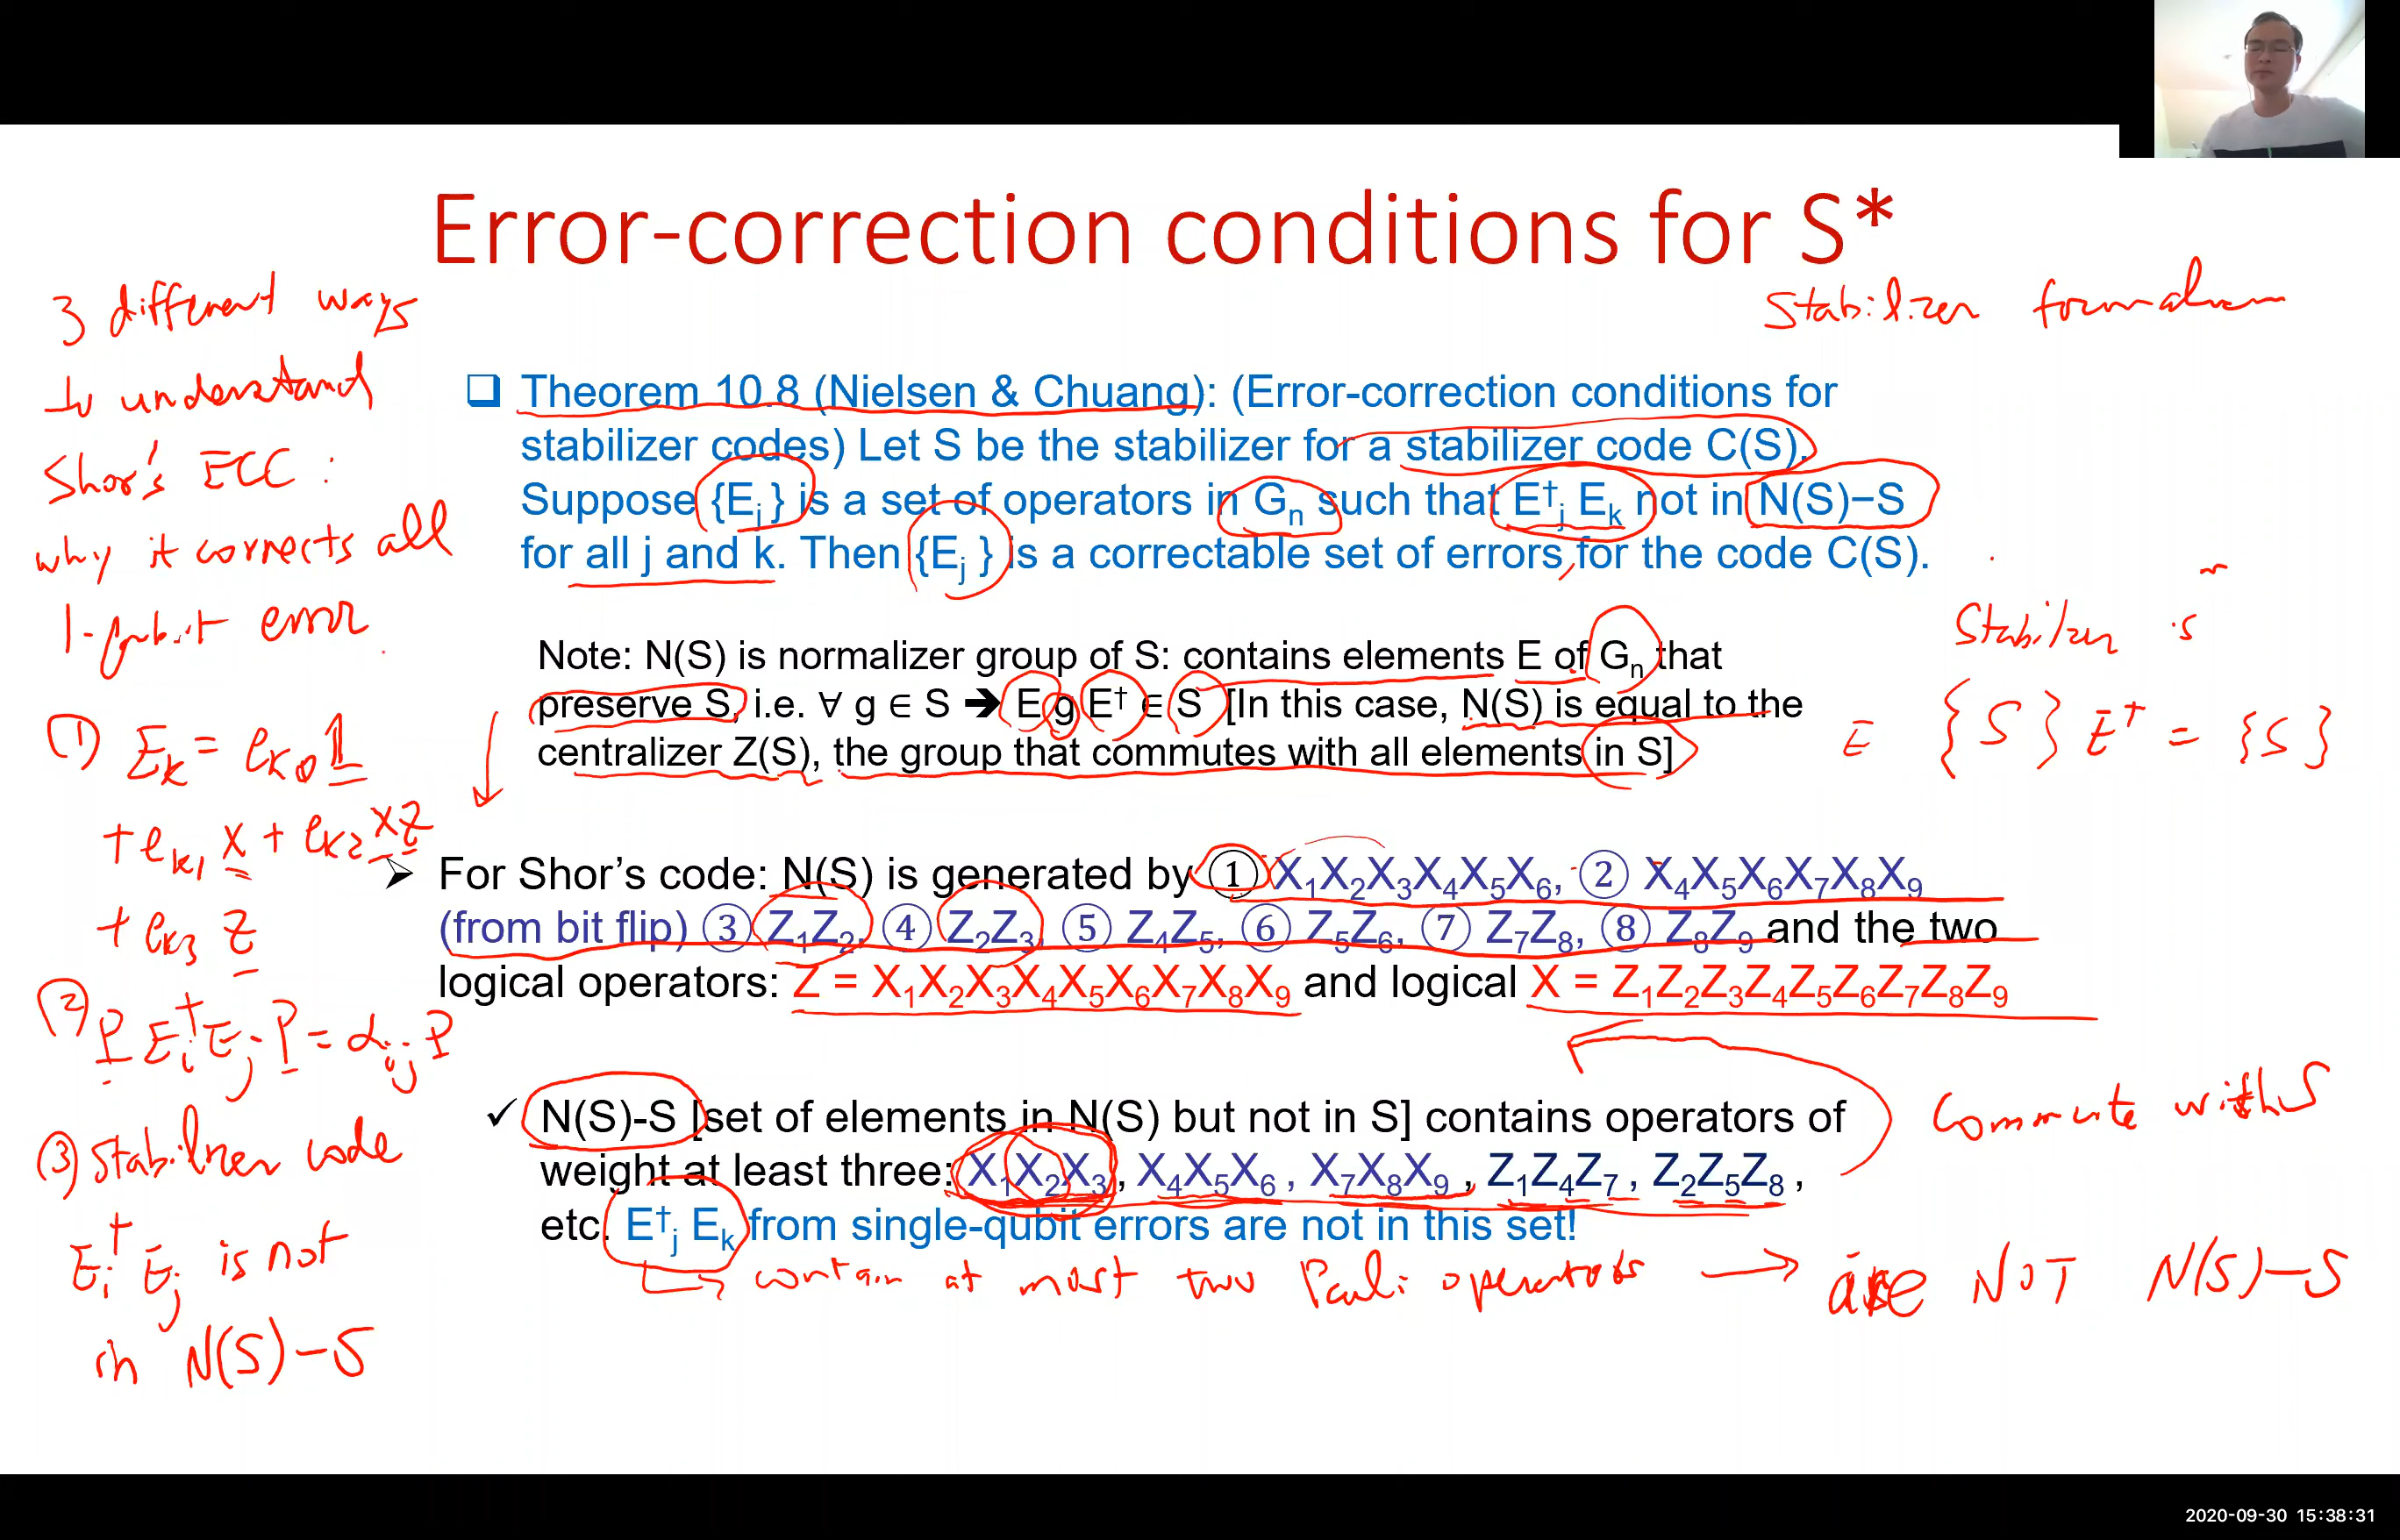 Error-correction conditions for S*
Stabilizer formalism
3 different ways
to understand
Shor's ECC :
why it corrects all
1-qubit error.
① Eₖ = eₖ₀ 𝟙
+ eₖ₁ X + eₖ₂ XZ
+ eₖ₃ Z
② P Eᵢ† Eⱼ P = αᵢⱼ P
③ Stabilizer code
Eᵢ† Eⱼ is not
in N(S)-S
❑ Theorem 10.8 (Nielsen & Chuang): (Error-correction conditions for
stabilizer codes) Let S be the stabilizer for a stabilizer code C(S).
Suppose {Eⱼ } is a set of operators in Gₙ such that E†ⱼ Eₖ not in N(S)−S
for all j and k. Then {Eⱼ } is a correctable set of errors for the code C(S).
Note: N(S) is normalizer group of S: contains elements E of Gₙ that
preserve S, i.e. ∀ g ∈ S ➔ E g E† ∈ S [In this case, N(S) is equal to the
centralizer Z(S), the group that commutes with all elements in S]
Stabilizer is
E {S} E† = {S}
➢ For Shor’s code: N(S) is generated by ① X₁X₂X₃X₄X₅X₆, ② X₄X₅X₆X₇X₈X₉
(from bit flip) ③ Z₁Z₂, ④ Z₂Z₃, ⑤ Z₄Z₅, ⑥ Z₅Z₆, ⑦ Z₇Z₈, ⑧ Z₈Z₉ and the two
logical operators: Z = X₁X₂X₃X₄X₅X₆X₇X₈X₉ and logical X = Z₁Z₂Z₃Z₄Z₅Z₆Z₇Z₈Z₉
✓ N(S)-S [set of elements in N(S) but not in S] contains operators of
weight at least three: X₁X₂X₃, X₄X₅X₆ , X₇X₈X₉ , Z₁Z₄Z₇ , Z₂Z₅Z₈ ,
etc. E†ⱼ Eₖ from single-qubit errors are not in this set!
Commute with S
contain at most two Pauli operators → are NOT N(S)-S
2020-09-30 15:38:31